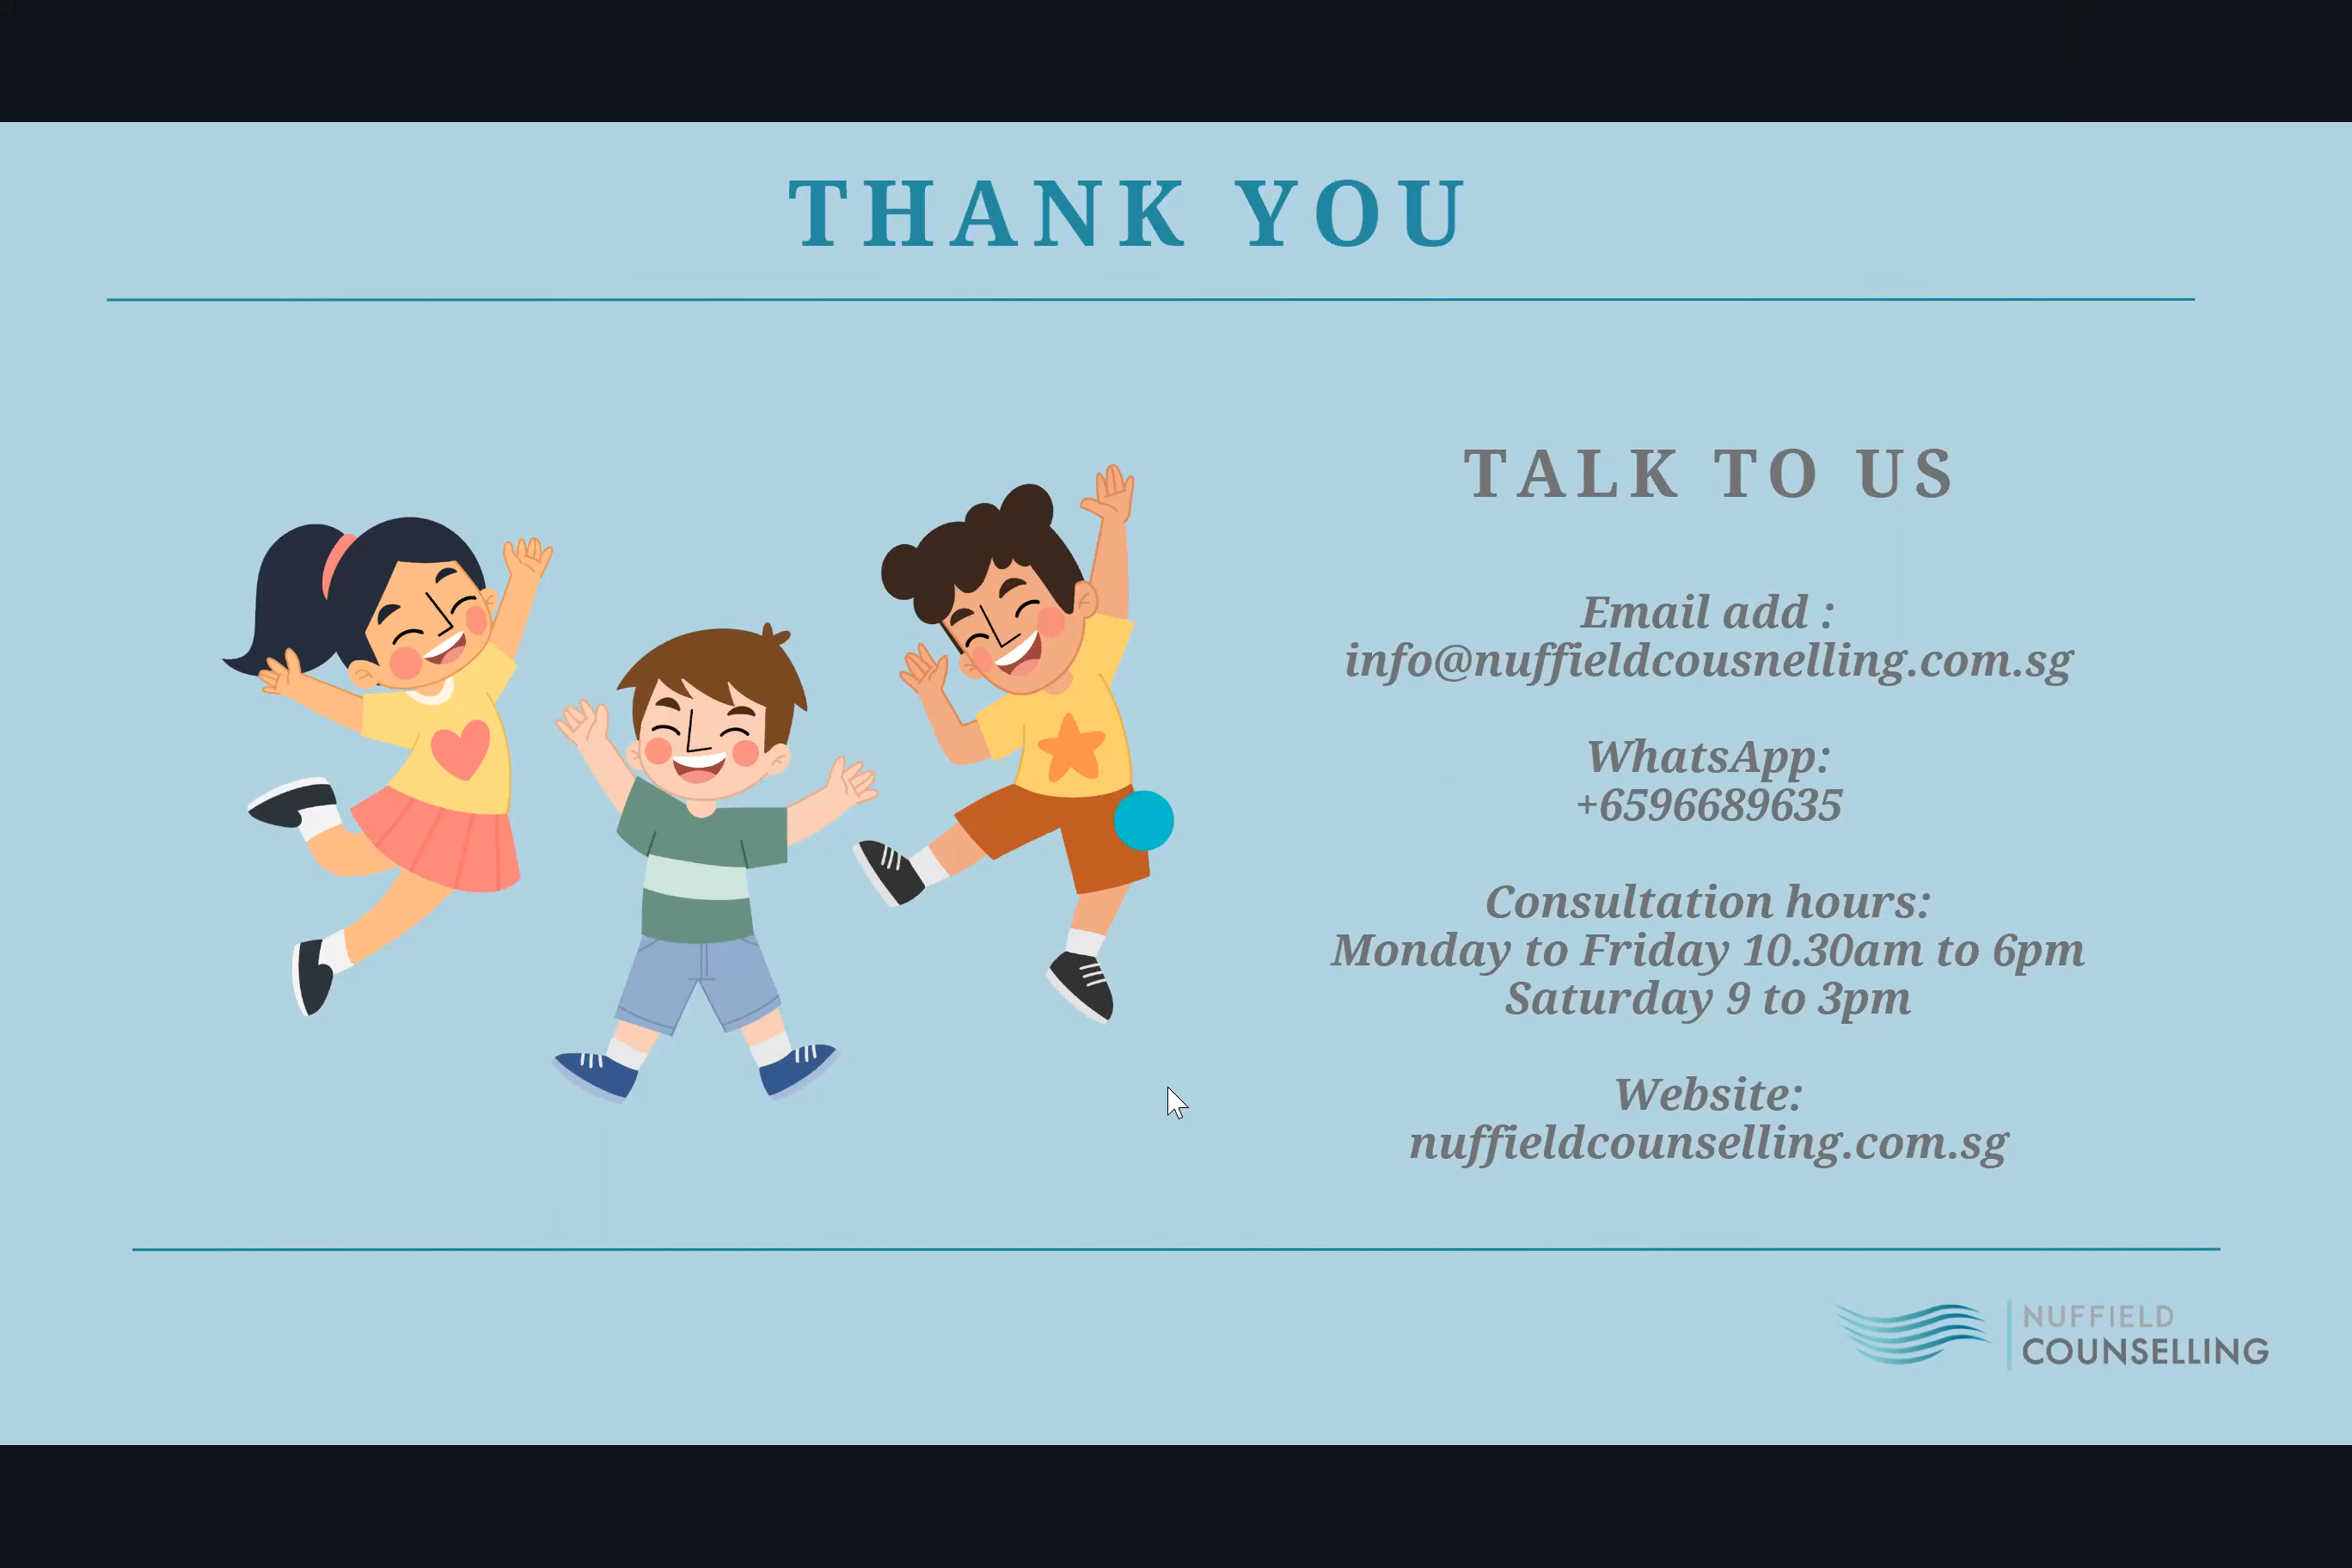 THANK YOU
TALK TO US
Email add :
info@nuffieldcousnelling.com.sg
WhatsApp:
+6596689635
Consultation hours:
Monday to Friday 10.30am to 6pm
Saturday 9 to 3pm
Website:
nuffieldcounselling.com.sg
NUFFIELD
COUNSELLING